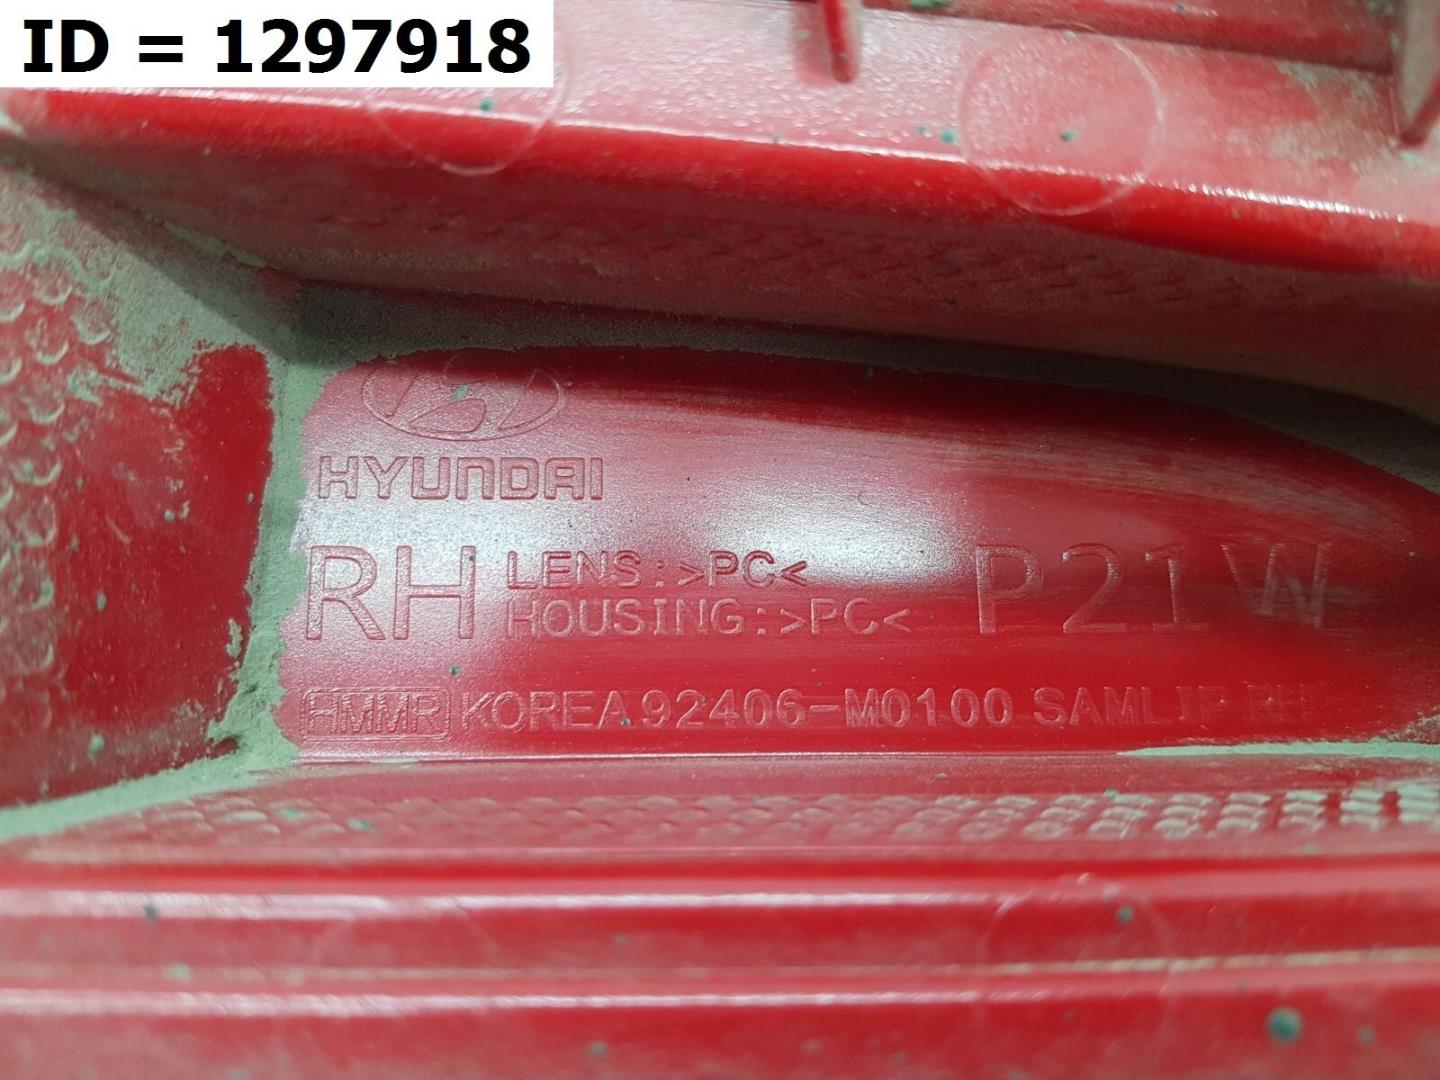 ID = 1297918
HYUNDAI
RH LENS:>PC< P21W
HOUSING:>PC<
HMMR KOREA 92406-M0100 SAMLIP